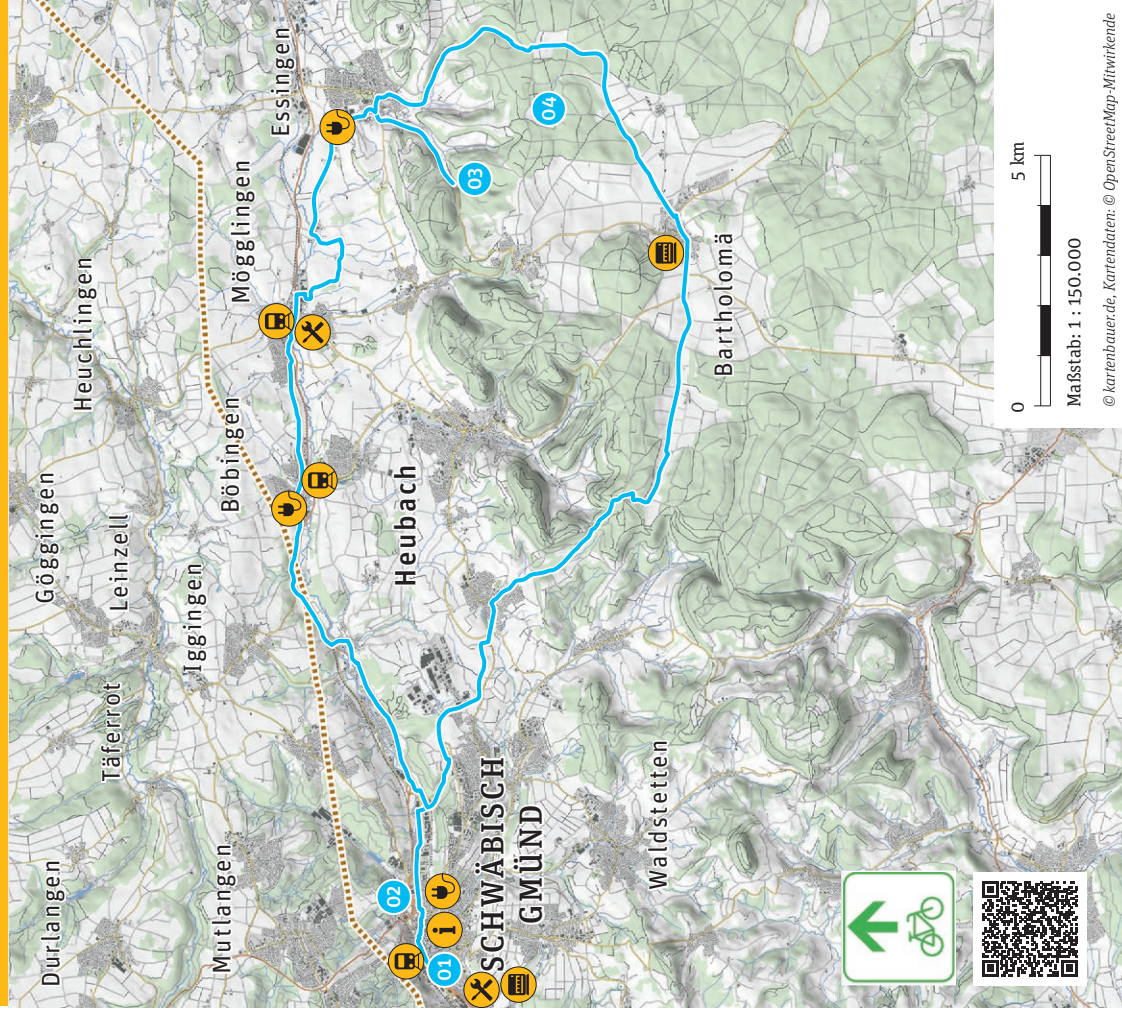 Durlangen
Mutlangen
Täferrot
Iggingen
Leinzell
Göggingen
Heuchlingen
Böbingen
Mögglingen
Essingen
Heubach
02
01
i
SCHWÄBISCH
GMÜND
Waldstetten
03
04
Bartholomä
0
5 km
Maßstab: 1 : 150.000
© kartenbauer.de, Kartendaten: © OpenStreetMap-Mitwirkende